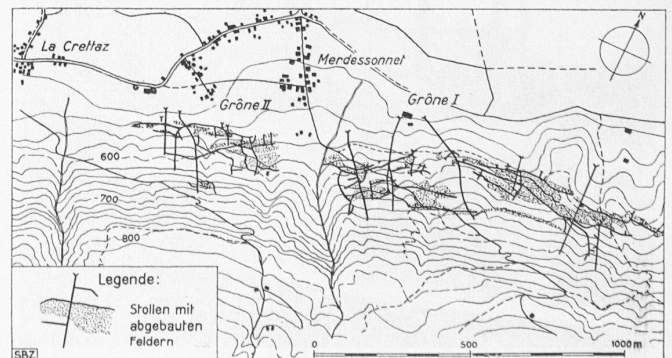 La Crettaz
Merdessonnet
N
Grône II
Grône I
600
700
800
Legende:
Stollen mit
abgebauten
Feldern
SBZ
0 500 1000 m